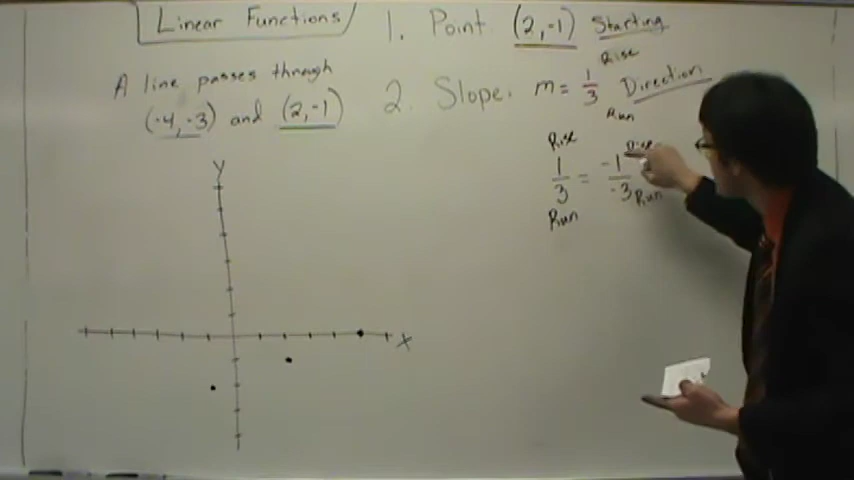 Linear Functions
A line passes through
(-4,-3) and (2,-1)
1. Point (2,-1) Starting
2. Slope. m= 1/3 Direction
Rise
Run
Rise
1/3 = -1/-3
Run
Rise
Run
Y
X